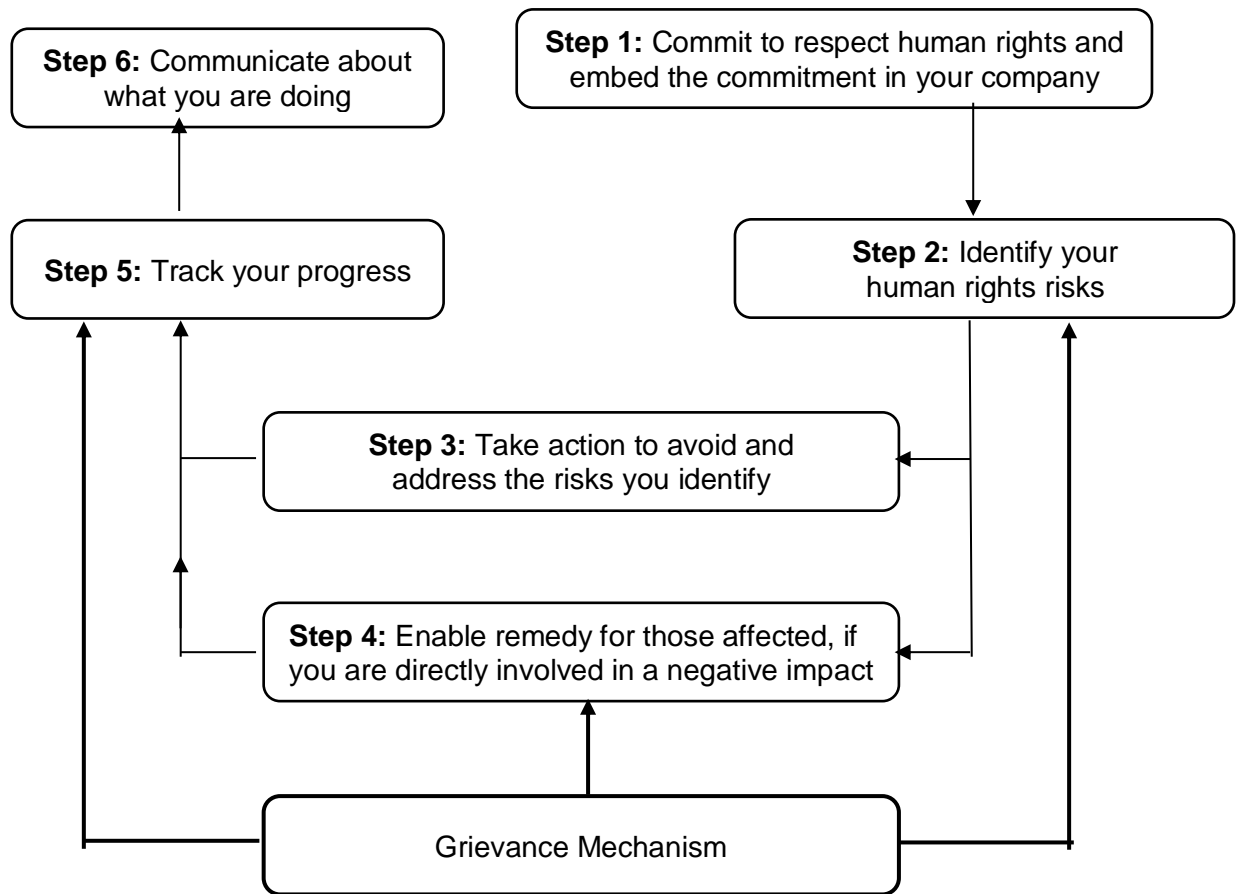 Step 6: Communicate about
what you are doing
Step 1: Commit to respect human rights and
embed the commitment in your company
Step 5: Track your progress
Step 2: Identify your
human rights risks
Step 3: Take action to avoid and
address the risks you identify
Step 4: Enable remedy for those affected, if
you are directly involved in a negative impact
Grievance Mechanism